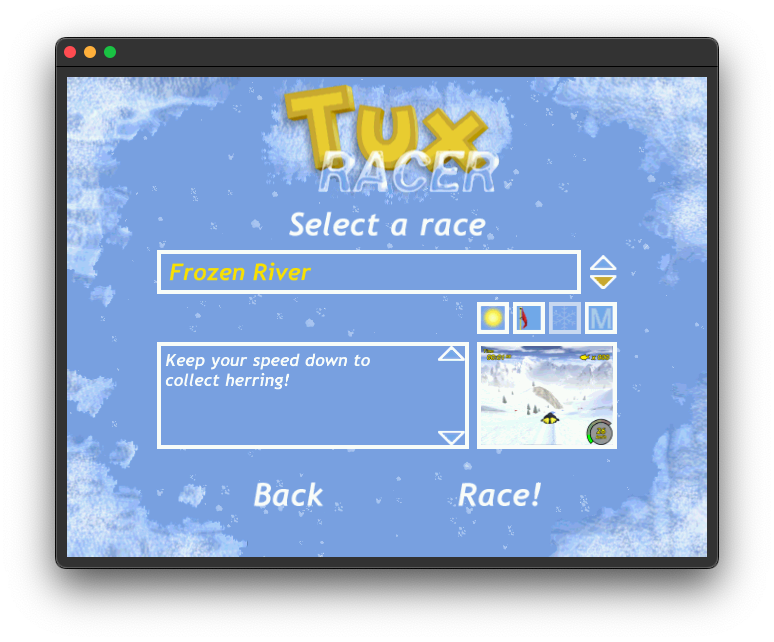 Tux
RACER
Select a race
Frozen River
M
Keep your speed down to
collect herring!
Back
Race!